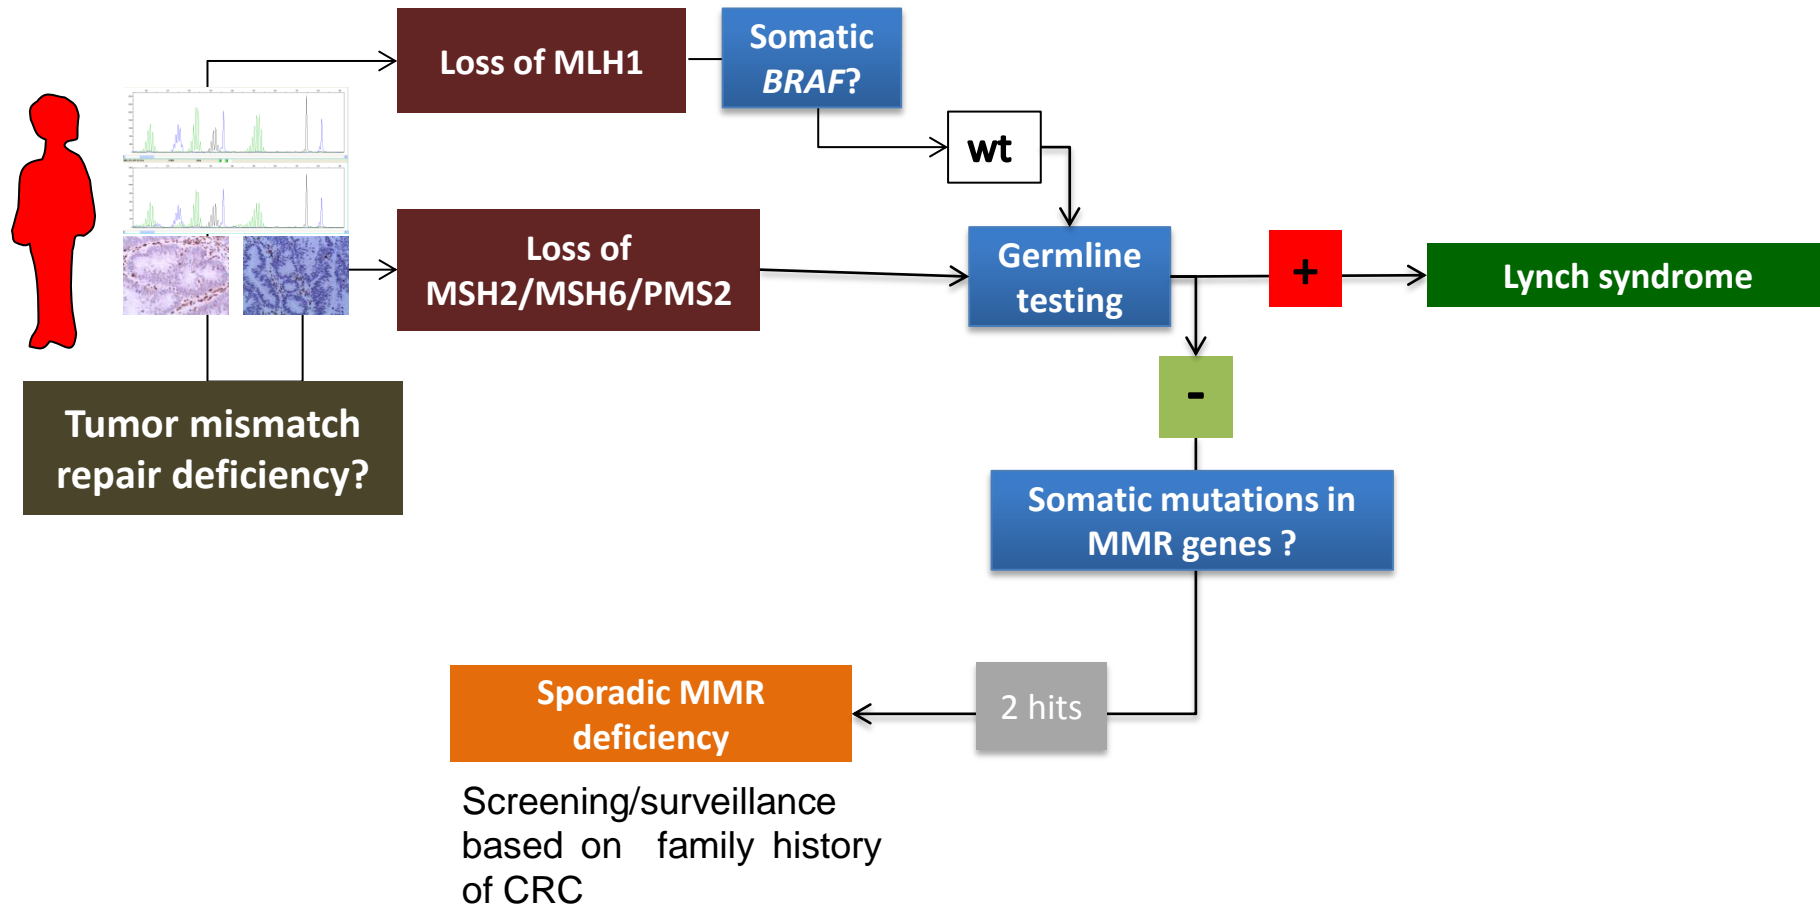 Loss of MLH1
Somatic
BRAF?
wt
Loss of
MSH2/MSH6/PMS2
Germline
testing
+
Lynch syndrome
-
Tumor mismatch
repair deficiency?
Somatic mutations in
MMR genes ?
2 hits
Sporadic MMR
deficiency
Screening/surveillance
based on family history
of CRC